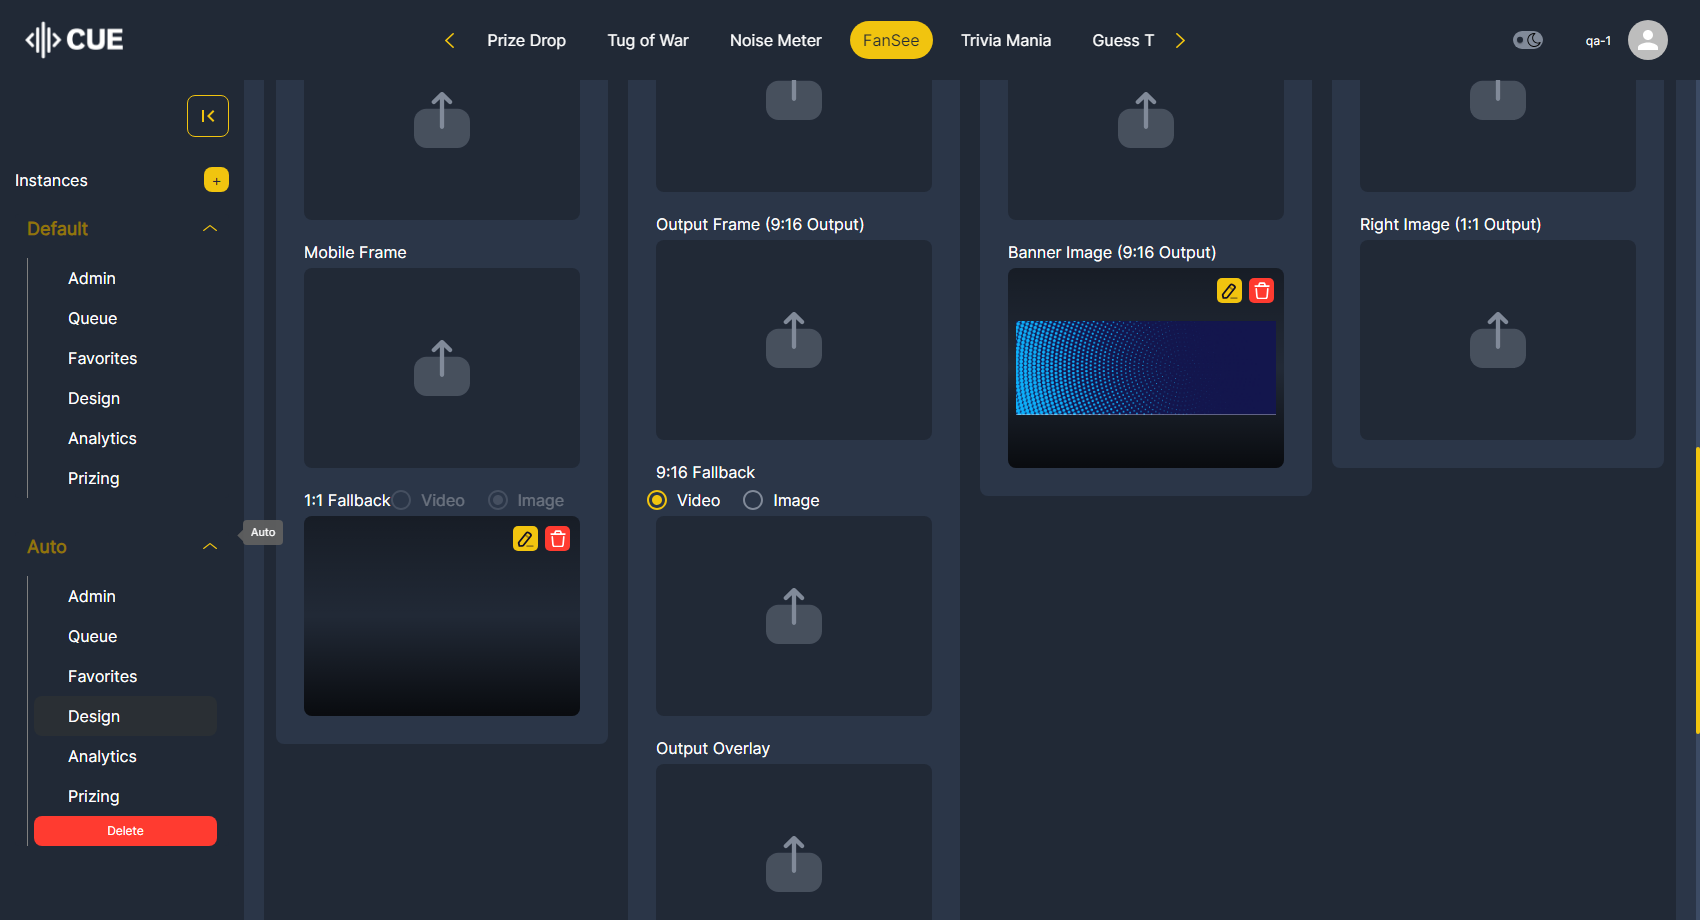 CUE
Prize Drop
Tug of War
Noise Meter
FanSee
Trivia Mania
Guess T
qa-1
Instances
+
Default
Admin
Queue
Favorites
Design
Analytics
Prizing
Auto
Auto
Admin
Queue
Favorites
Design
Analytics
Prizing
Delete
Mobile Frame
1:1 Fallback Video Image
Output Frame (9:16 Output)
9:16 Fallback
Video Image
Output Overlay
Banner Image (9:16 Output)
Right Image (1:1 Output)